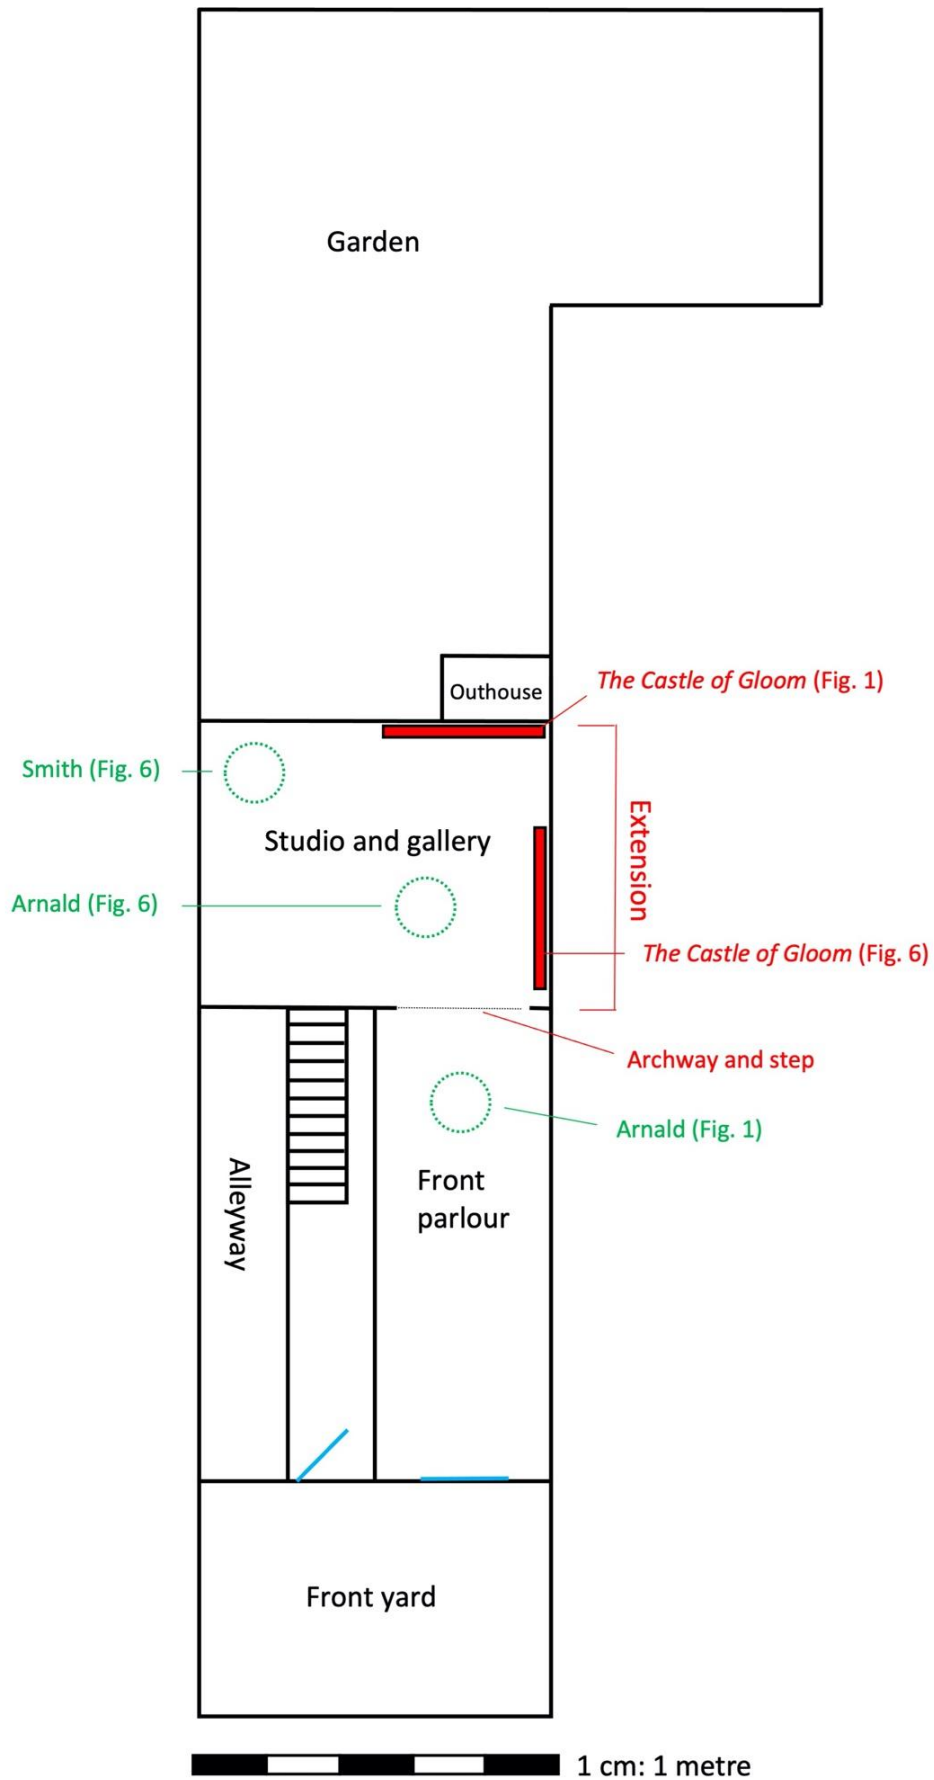 Garden
Outhouse
The Castle of Gloom (Fig. 1)
Smith (Fig. 6)
Studio and gallery
Extension
Arnald (Fig. 6)
The Castle of Gloom (Fig. 6)
Archway and step
Arnald (Fig. 1)
Alleyway
Front
parlour
Front yard
1 cm: 1 metre